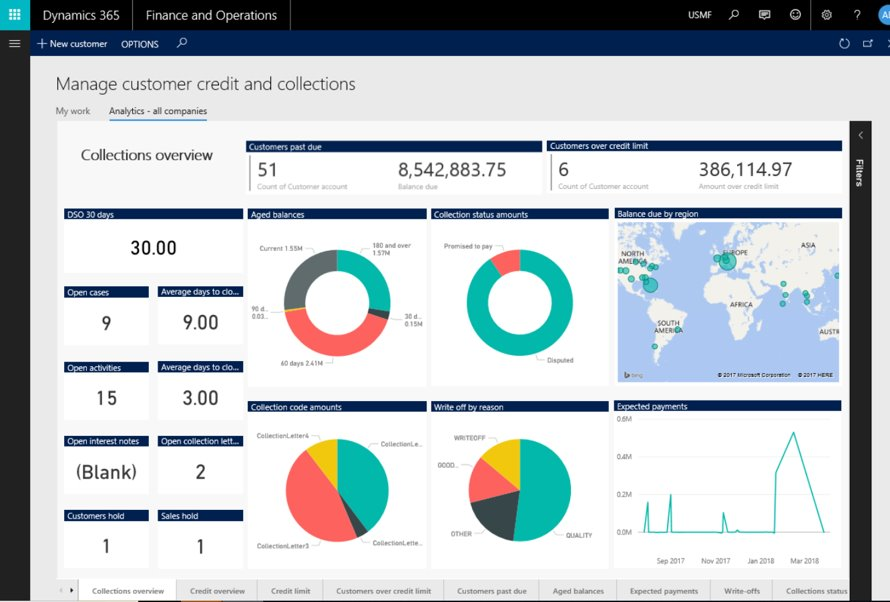 Dynamics 365
Finance and Operations
USMF
?
+ New customer
OPTIONS
Manage customer credit and collections
My work
Analytics - all companies
Filters
Collections overview
Customers past due
51
Count of Customer account
8,542,883.75
Balance due
Customers over credit limit
6
Count of Customer account
386,114.97
Amount over credit limit
DSO 30 days
30.00
Open cases
9
Average days to clo...
9.00
Open activities
15
Average days to clo...
3.00
Open interest notes
(Blank)
Open collection lett...
2
Customers hold
1
Sales hold
1
Aged balances
Current 1.55M
180 and over
1.57M
90 d...
0.03...
30 d...
0.15M
60 days 2.41M
Collection status amounts
Promised to pay
Disputed
Balance due by region
NORTH
AMERICA
EUROPE
ASIA
AFRICA
SOUTH
AMERICA
AUSTR
bing
© 2017 Microsoft Corporation © 2017 HERE
Collection code amounts
CollectionLetter4
CollectionLe...
CollectionLetter3
CollectionLette...
Write off by reason
WRITEOFF
GOOD...
OTHER
QUALITY
Expected payments
0.6M
0.4M
0.2M
0.0M
Sep 2017
Nov 2017
Jan 2018
Mar 2018
Collections overview
Credit overview
Credit limit
Customers over credit limit
Customers past due
Aged balances
Expected payments
Write-offs
Collections status